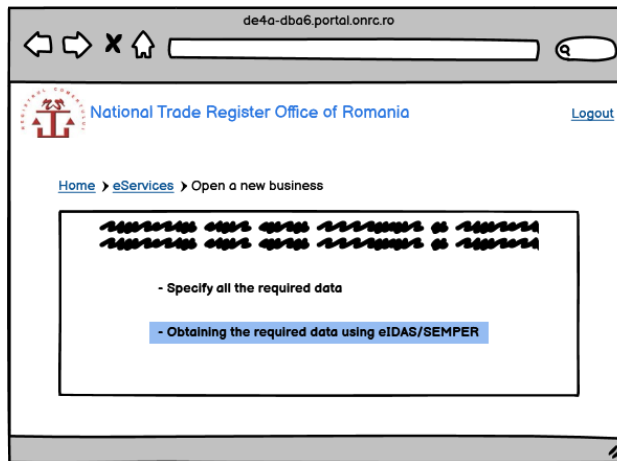 de4a-dba6.portal.onrc.ro
National Trade Register Office of Romania
Logout
Home > eServices > Open a new business
- Specify all the required data
- Obtaining the required data using eIDAS/SEMPER